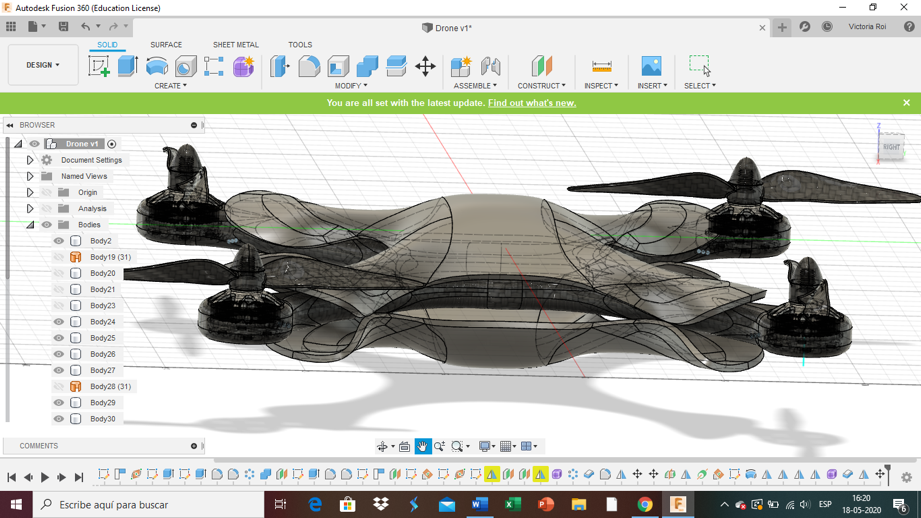 Autodesk Fusion 360 (Education License)
Drone v1*
Victoria Roi
SOLID SURFACE SHEET METAL TOOLS
DESIGN
CREATE MODIFY ASSEMBLE CONSTRUCT INSPECT INSERT SELECT
You are all set with the latest update. Find out what's new.
BROWSER
Drone v1
Document Settings
Named Views
Origin
Analysis
Bodies
Body2
Body19 (31)
Body20
Body21
Body23
Body24
Body25
Body26
Body27
Body28 (31)
Body29
Body30
Z
RIGHT
COMMENTS
Escribe aquí para buscar
ESP
16:20
18-05-2020
6